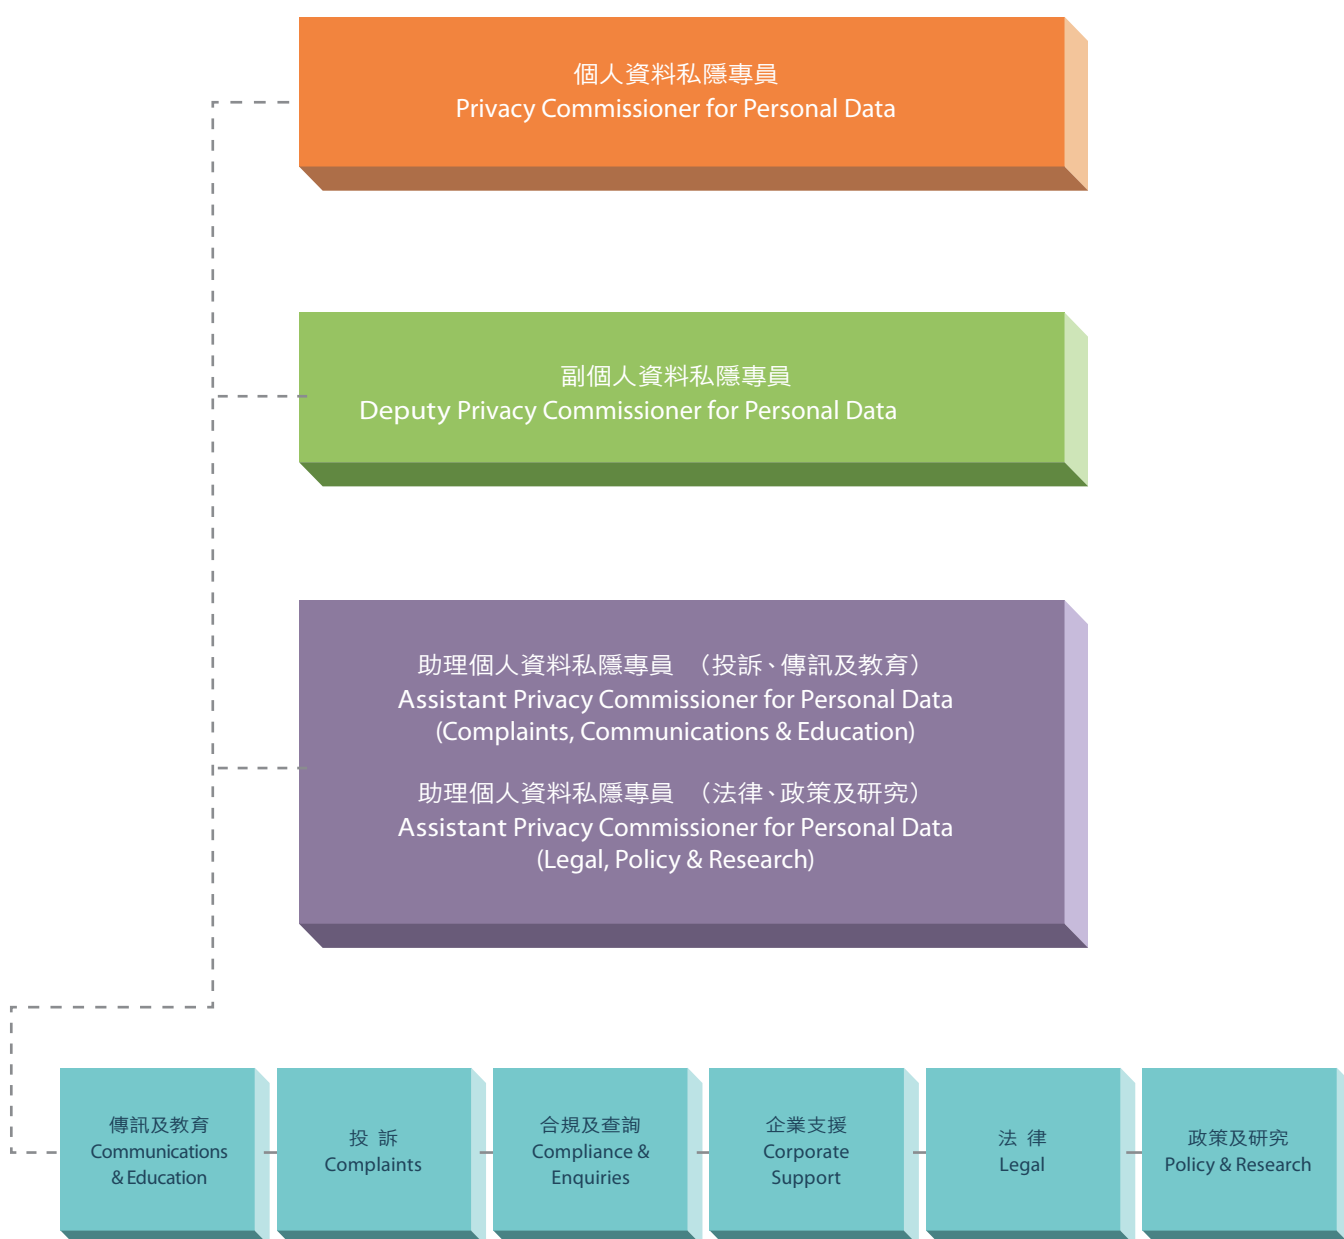 個人資料私隱專員
Privacy Commissioner for Personal Data
副個人資料私隱專員
Deputy Privacy Commissioner for Personal Data
助理個人資料私隱專員 （投訴、傳訊及教育）
Assistant Privacy Commissioner for Personal Data
(Complaints, Communications & Education)
助理個人資料私隱專員 （法律、政策及研究）
Assistant Privacy Commissioner for Personal Data
(Legal, Policy & Research)
傳訊及教育
Communications
& Education
投 訴
Complaints
合規及查詢
Compliance &
Enquiries
企業支援
Corporate
Support
法 律
Legal
政策及研究
Policy & Research